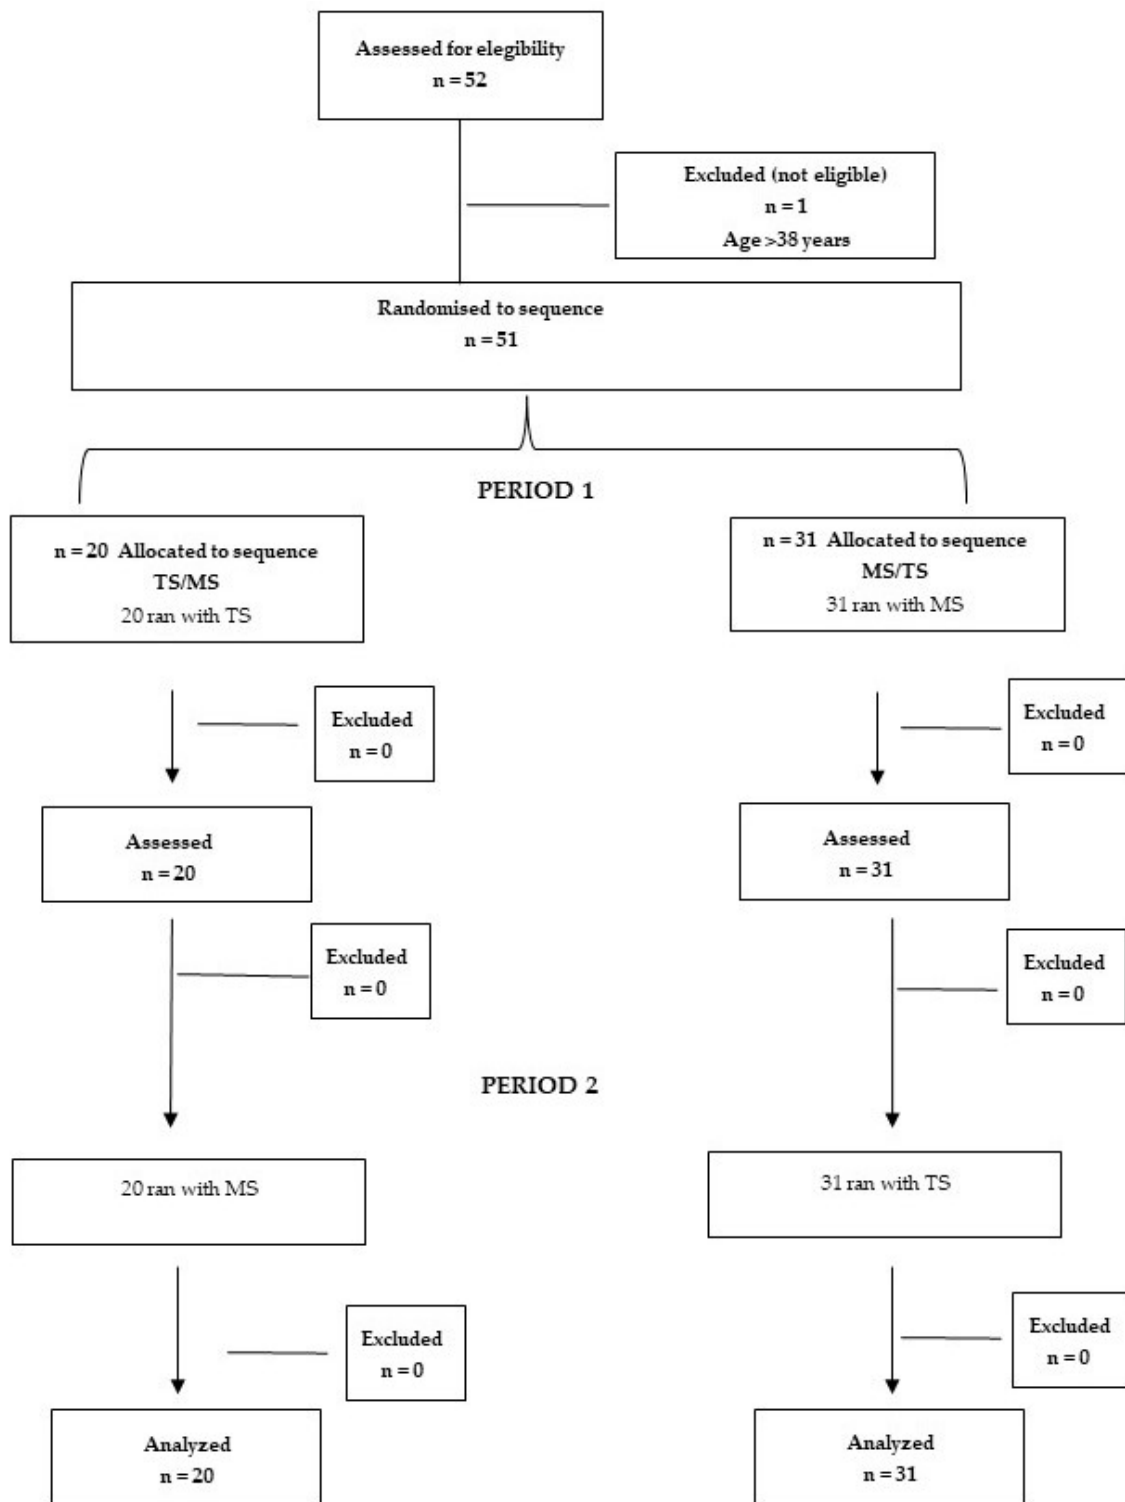 Assessed for elegibility
n = 52
Excluded (not eligible)
n = 1
Age >38 years
Randomised to sequence
n = 51
PERIOD 1
n = 20 Allocated to sequence
TS/MS
20 ran with TS
n = 31 Allocated to sequence
MS/TS
31 ran with MS
Excluded
n = 0
Excluded
n = 0
Assessed
n = 20
Assessed
n = 31
Excluded
n = 0
Excluded
n = 0
PERIOD 2
20 ran with MS
31 ran with TS
Excluded
n = 0
Excluded
n = 0
Analyzed
n = 20
Analyzed
n = 31